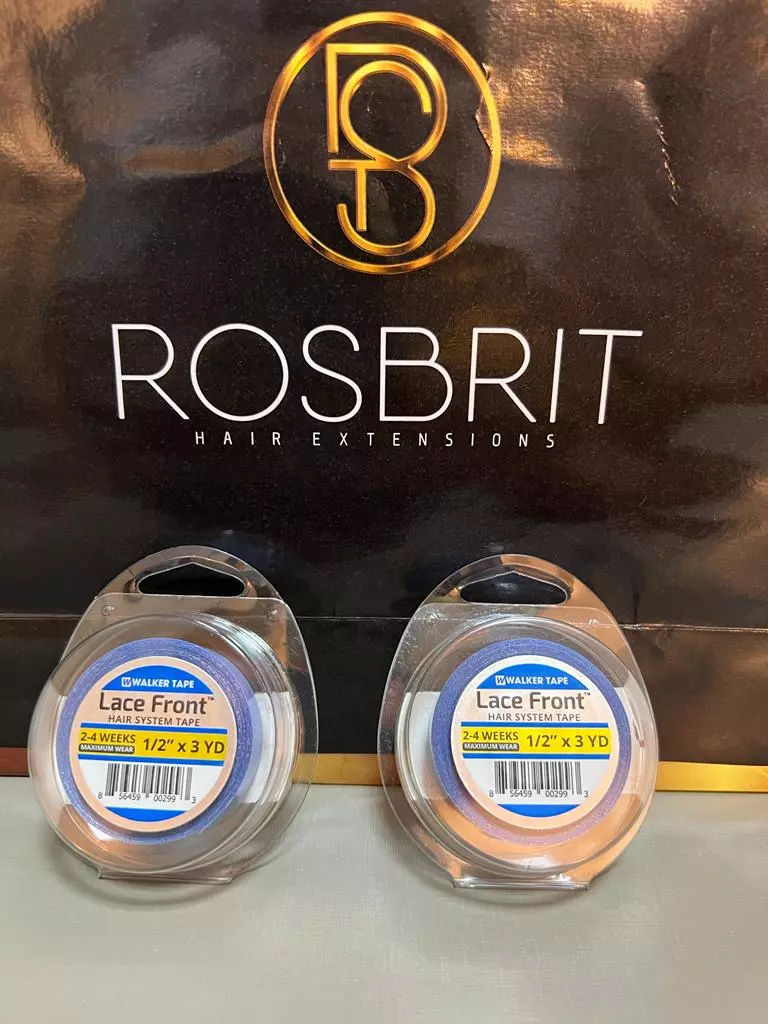 ROSBRIT
HAIR EXTENSIONS
W WALKER TAPE
Lace Front™
HAIR SYSTEM TAPE
2-4 WEEKS
MAXIMUM WEAR
1/2" x 3 YD
8 56459 00299 3
W WALKER TAPE
Lace Front™
HAIR SYSTEM TAPE
2-4 WEEKS
MAXIMUM WEAR
1/2" x 3 YD
8 56459 00299 3